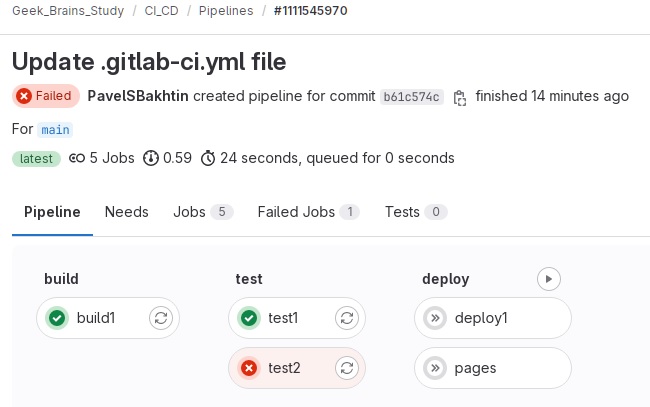 Geek_Brains_Study / CI_CD / Pipelines / #1111545970
Update .gitlab-ci.yml file
Failed PavelSBakhtin created pipeline for commit b61c574c finished 14 minutes ago
For main
latest 5 Jobs 0.59 24 seconds, queued for 0 seconds
Pipeline Needs Jobs 5 Failed Jobs 1 Tests 0
build test deploy
build1 test1 deploy1
test2 pages